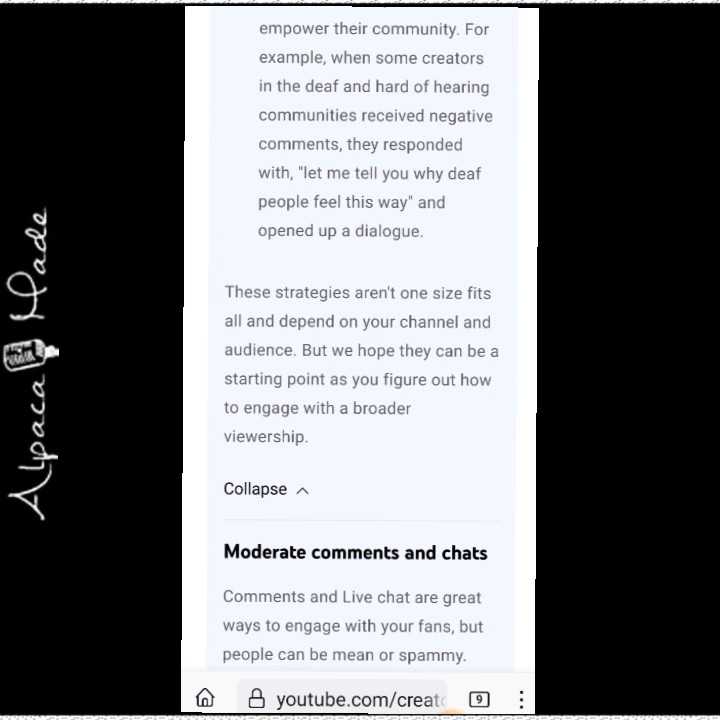 empower their community. For
example, when some creators
in the deaf and hard of hearing
communities received negative
comments, they responded
with, "let me tell you why deaf
people feel this way" and
opened up a dialogue.
These strategies aren't one size fits
all and depend on your channel and
audience. But we hope they can be a
starting point as you figure out how
to engage with a broader
viewership.
Collapse
Moderate comments and chats
Comments and Live chat are great
ways to engage with your fans, but
people can be mean or spammy.
youtube.com/creato
9
Alpaca Made